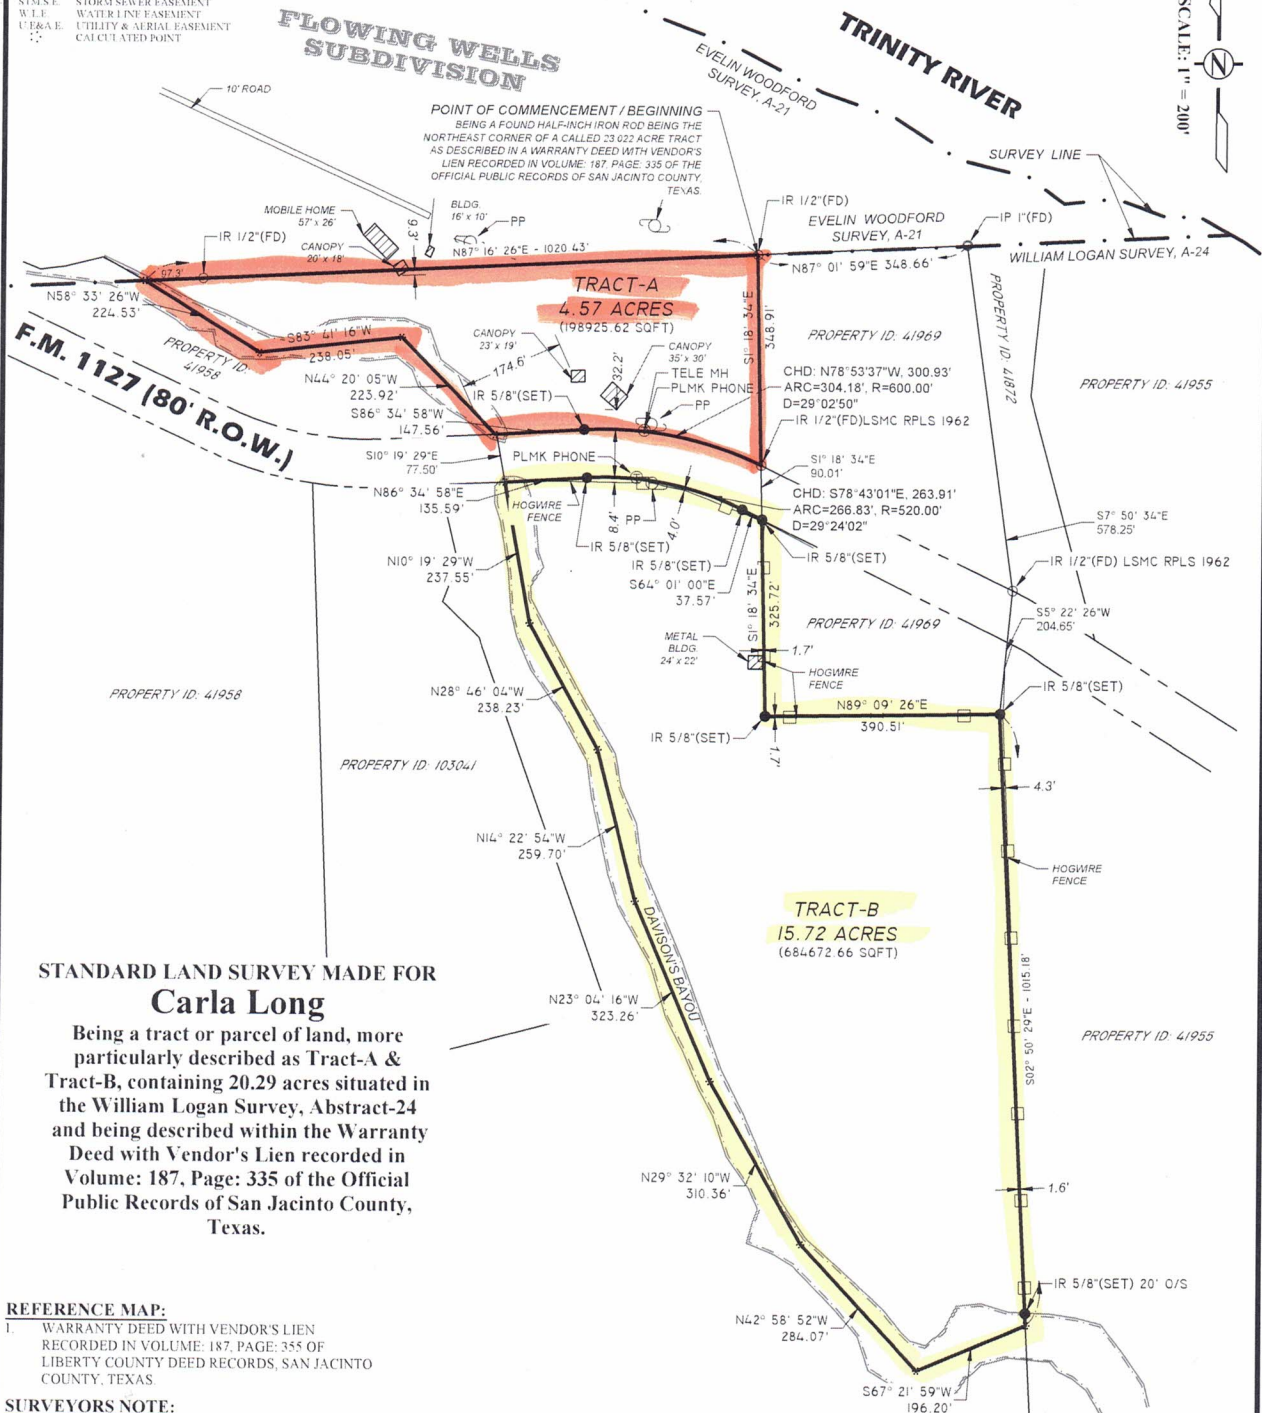 STM.S.E. STORM SEWER EASEMENT
W.L.E. WATER LINE EASEMENT
U.E&A.E. UTILITY & AERIAL EASEMENT
CALCULATED POINT
FLOWING WELLS
SUBDIVISION
TRINITY RIVER
SCALE: 1" = 200'
N
EVELIN WOODFORD
SURVEY, A-21
10' ROAD
POINT OF COMMENCEMENT / BEGINNING
BEING A FOUND HALF-INCH IRON ROD BEING THE
NORTHEAST CORNER OF A CALLED 23.022 ACRE TRACT
AS DESCRIBED IN A WARRANTY DEED WITH VENDOR'S
LIEN RECORDED IN VOLUME: 187, PAGE: 335 OF THE
OFFICIAL PUBLIC RECORDS OF SAN JACINTO COUNTY,
TEXAS.
SURVEY LINE
MOBILE HOME
57' x 26'
BLDG.
16' x 10'
PP
9.3'
IR 1/2"(FD)
CANOPY
20' x 18'
N87° 16' 26"E - 1020.43'
IR 1/2"(FD)
EVELIN WOODFORD
SURVEY, A-21
IP 1"(FD)
N87° 01' 59"E 348.66'
WILLIAM LOGAN SURVEY, A-24
97.3'
N58° 33' 26"W
224.53'
TRACT-A
4.57 ACRES
(198925.62 SQFT)
S1° 18' 34"E
348.91'
PROPERTY ID: 41969
PROPERTY ID: 41872
PROPERTY ID: 41955
F.M. 1127 (80' R.O.W.)
PROPERTY ID:
41958
S83° 41' 16"W
238.05'
N44° 20' 05"W
223.92'
174.6'
CANOPY
23' x 19'
32.2'
CANOPY
35' x 30'
TELE MH
PLMK PHONE
PP
CHD: N78°53'37"W, 300.93'
ARC=304.18', R=600.00'
D=29°02'50"
IR 5/8"(SET)
S86° 34' 58"W
147.56'
IR 1/2"(FD)LSMC RPLS 1962
S10° 19' 29"E
77.50'
PLMK PHONE
S1° 18' 34"E
90.01'
N86° 34' 58"E
135.59'
HOGWIRE
FENCE
8.4'
PP
4.0'
CHD: S78°43'01"E, 263.91'
ARC=266.83', R=520.00'
D=29°24'02"
S7° 50' 34"E
578.25'
IR 5/8"(SET)
IR 5/8"(SET)
IR 5/8"(SET)
IR 1/2"(FD) LSMC RPLS 1962
N10° 19' 29"W
237.55'
S64° 01' 00"E
37.57'
S1° 18' 34"E
325.72'
S5° 22' 26"W
204.65'
PROPERTY ID: 41969
METAL
BLDG.
24' x 22'
1.7'
HOGWIRE
FENCE
PROPERTY ID: 41958
N28° 46' 04"W
238.23'
IR 5/8"(SET)
N89° 09' 26"E
390.51'
IR 5/8"(SET)
1.7'
PROPERTY ID: 103041
4.3'
N14° 22' 54"W
259.70'
HOGWIRE
FENCE
TRACT-B
15.72 ACRES
(684672.66 SQFT)
DAVISON'S BAYOU
STANDARD LAND SURVEY MADE FOR
Carla Long
Being a tract or parcel of land, more
particularly described as Tract-A &
Tract-B, containing 20.29 acres situated in
the William Logan Survey, Abstract-24
and being described within the Warranty
Deed with Vendor's Lien recorded in
Volume: 187, Page: 335 of the Official
Public Records of San Jacinto County,
Texas.
N23° 04' 16"W
323.26'
S02° 50' 29"E - 1015.18'
PROPERTY ID: 41955
N29° 32' 10"W
310.36'
1.6'
IR 5/8"(SET) 20' O/S
N42° 58' 52"W
284.07'
S67° 21' 59"W
196.20'
REFERENCE MAP:
1. WARRANTY DEED WITH VENDOR'S LIEN
RECORDED IN VOLUME: 187, PAGE: 355 OF
LIBERTY COUNTY DEED RECORDS, SAN JACINTO
COUNTY, TEXAS.
SURVEYORS NOTE: